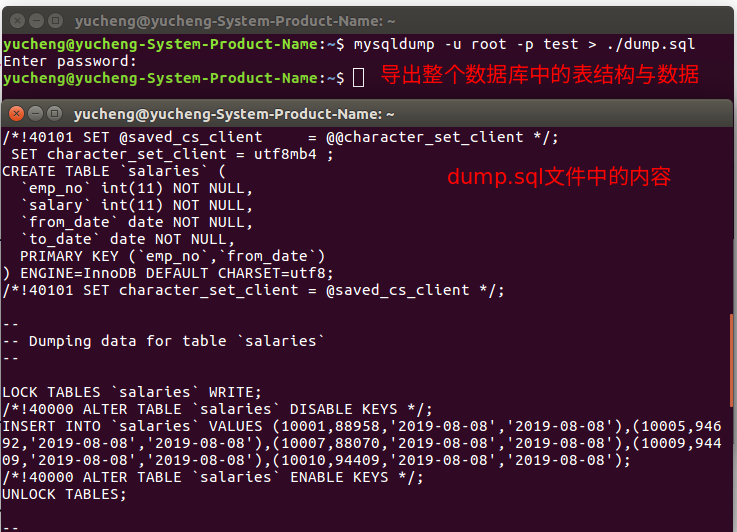 yucheng@yucheng-System-Product-Name: ~
yucheng@yucheng-System-Product-Name:~$ mysqldump -u root -p test > ./dump.sql
Enter password:
yucheng@yucheng-System-Product-Name:~$
导出整个数据库中的表结构与数据
yucheng@yucheng-System-Product-Name: ~
/*!40101 SET @saved_cs_client     = @@character_set_client */;
 SET character_set_client = utf8mb4 ;
dump.sql文件中的内容
CREATE TABLE `salaries` (
  `emp_no` int(11) NOT NULL,
  `salary` int(11) NOT NULL,
  `from_date` date NOT NULL,
  `to_date` date NOT NULL,
  PRIMARY KEY (`emp_no`,`from_date`)
) ENGINE=InnoDB DEFAULT CHARSET=utf8;
/*!40101 SET character_set_client = @saved_cs_client */;
--
-- Dumping data for table `salaries`
--
LOCK TABLES `salaries` WRITE;
/*!40000 ALTER TABLE `salaries` DISABLE KEYS */;
INSERT INTO `salaries` VALUES (10001,88958,'2019-08-08','2019-08-08'),(10005,946
92,'2019-08-08','2019-08-08'),(10007,88070,'2019-08-08','2019-08-08'),(10009,944
09,'2019-08-08','2019-08-08'),(10010,94409,'2019-08-08','2019-08-08');
/*!40000 ALTER TABLE `salaries` ENABLE KEYS */;
UNLOCK TABLES;
--